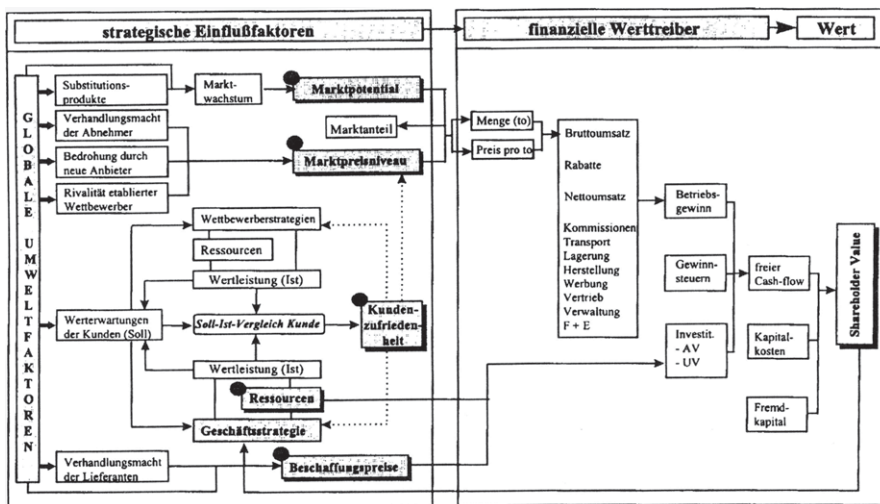 strategische Einflußfaktoren
finanzielle Werttreiber
Wert
GLOBALE UMWELTFAKTOREN
Substitutions-
produkte
Markt-
wachstum
Marktpotential
Verhandlungsmacht
der Abnehmer
Marktanteil
Bedrohung durch
neue Anbieter
Marktpreisniveau
Rivalität etablierter
Wettbewerber
Wettbewerberstrategien
Ressourcen
Wertleistung (Ist)
Werterwartungen
der Kunden (Soll)
Soll-Ist-Vergleich Kunde
Kunden-
zufrieden-
heit
Wertleistung (Ist)
Ressourcen
Geschäftsstrategie
Verhandlungsmacht
der Lieferanten
Beschaffungspreise
Menge (to)
Preis pro to
Bruttoumsatz
Rabatte
Nettoumsatz
Kommissionen
Transport
Lagerung
Herstellung
Werbung
Vertrieb
Verwaltung
F + E
Betriebs-
gewinn
Gewinn-
steuern
Investit.
- AV
- UV
freier
Cash-flow
Kapital-
kosten
Fremd-
kapital
Shareholder Value